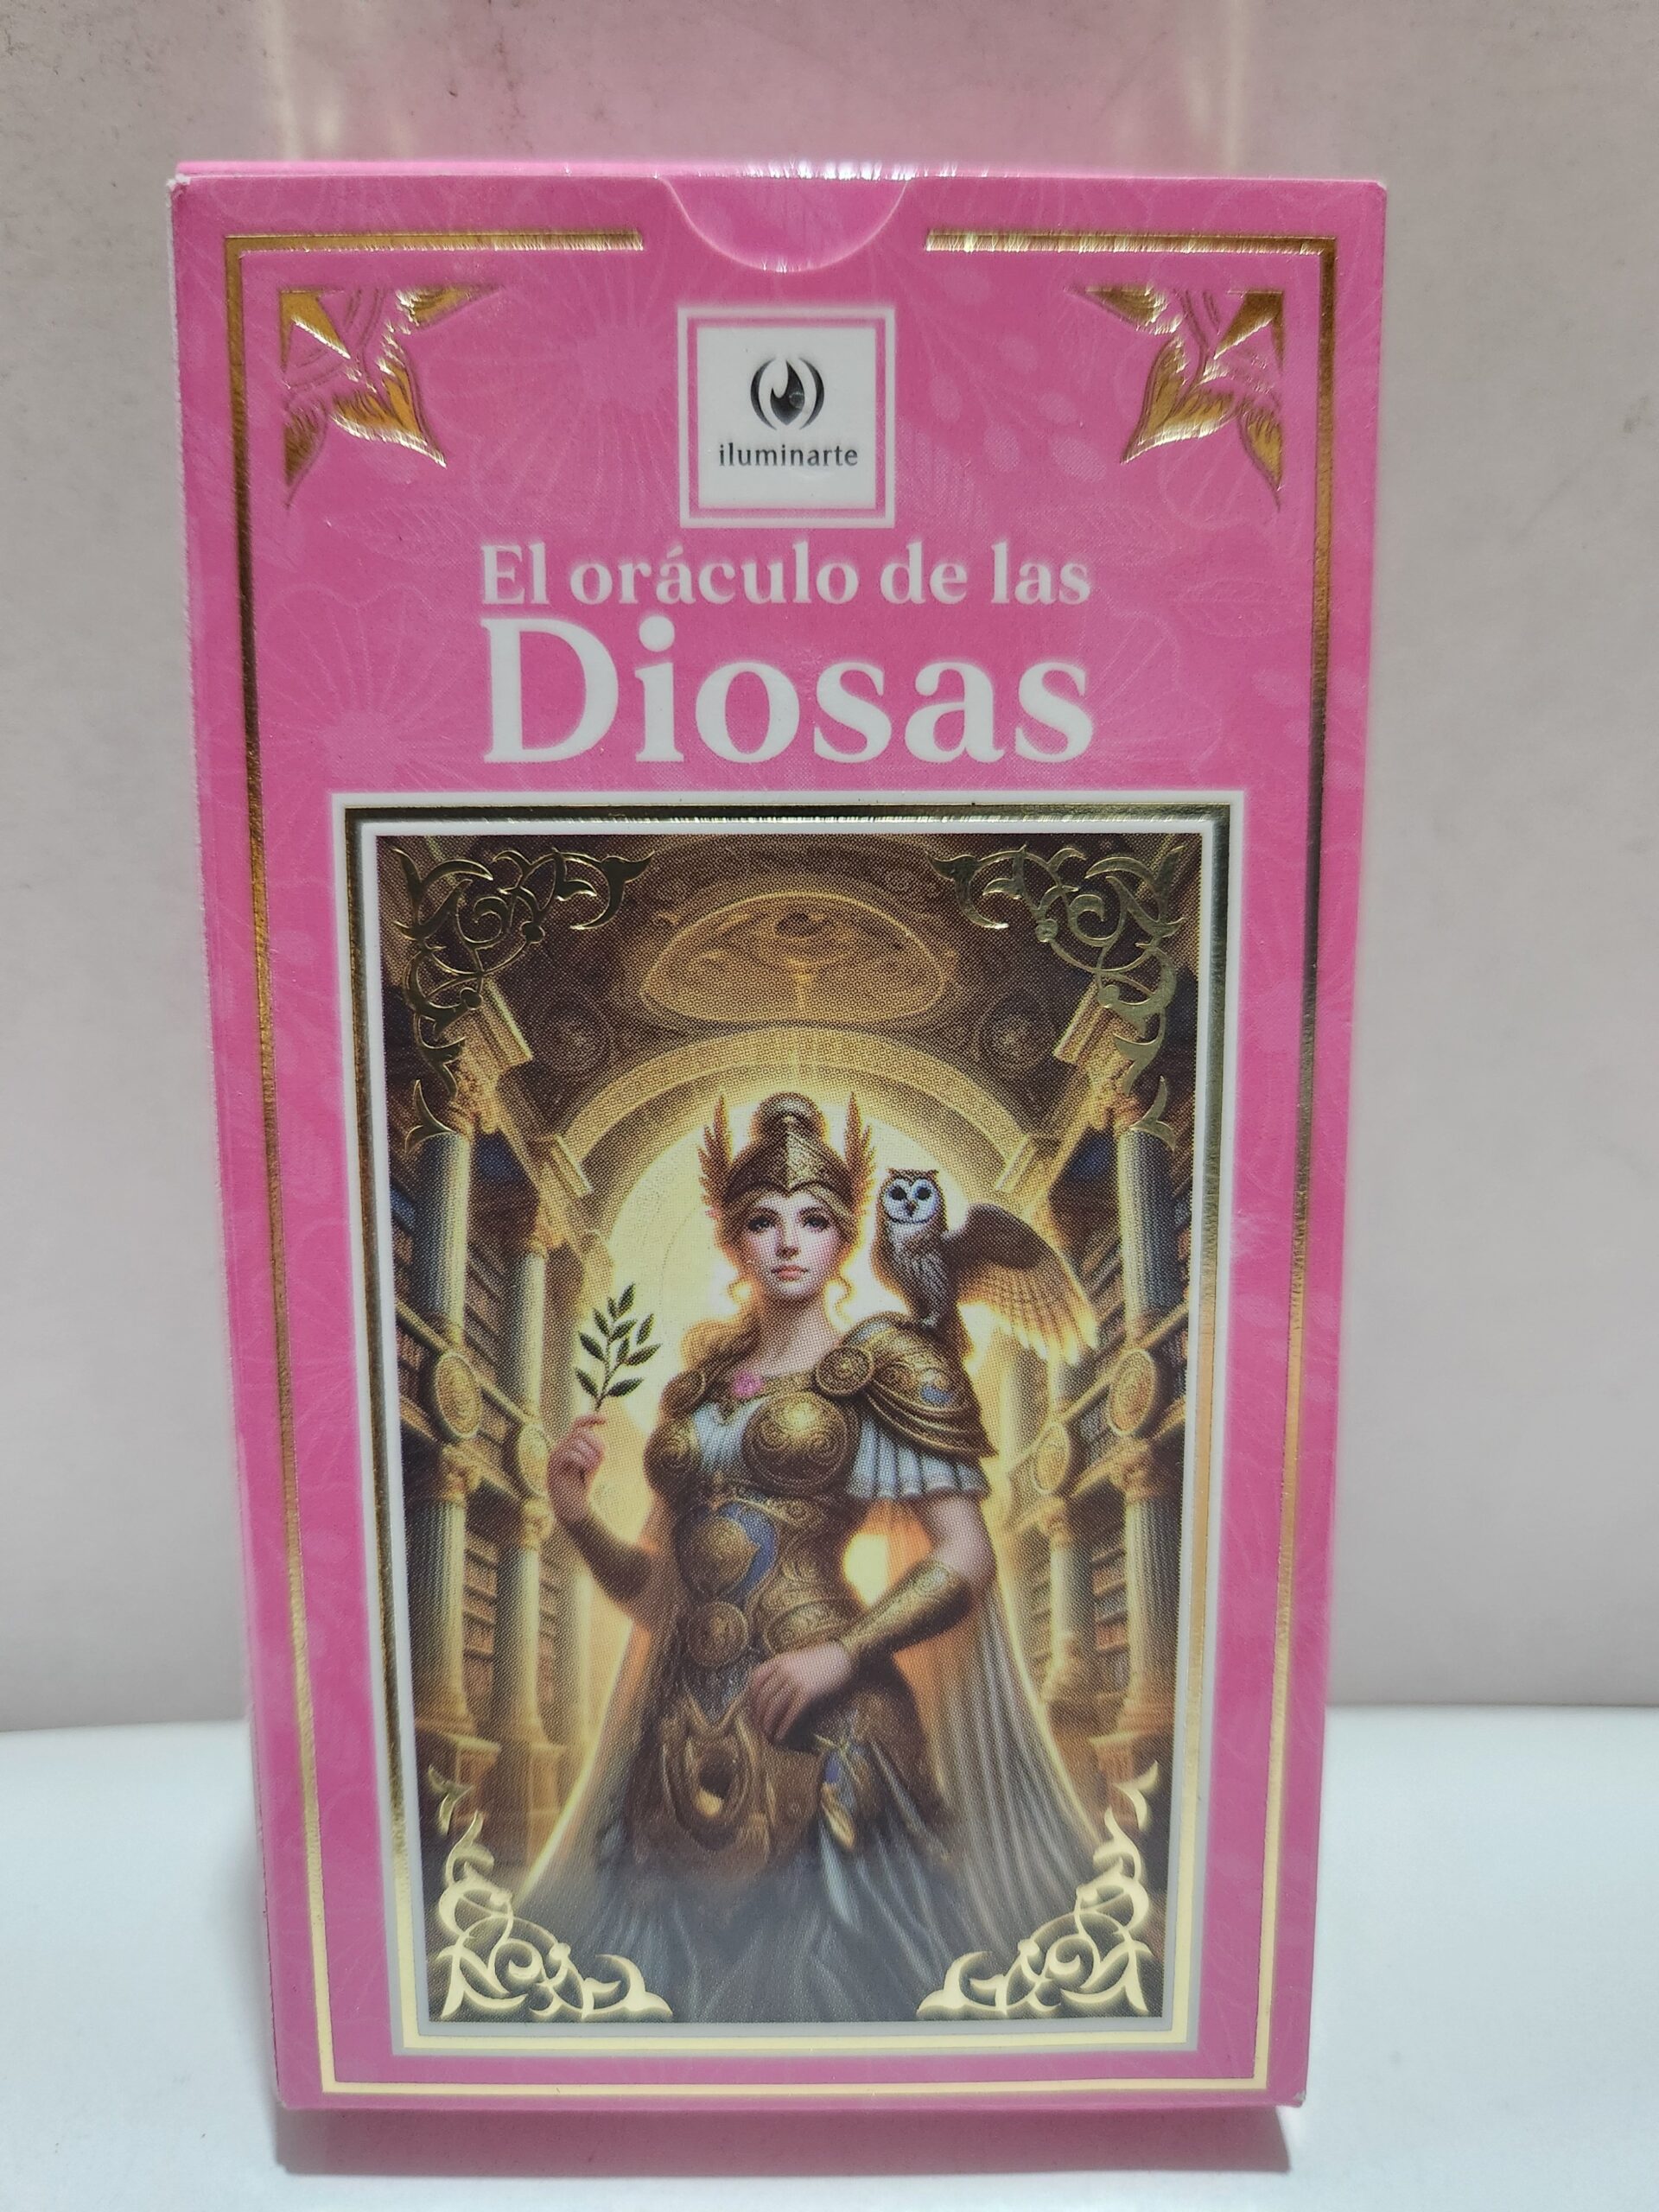 iluminarte
El oráculo de las
Diosas